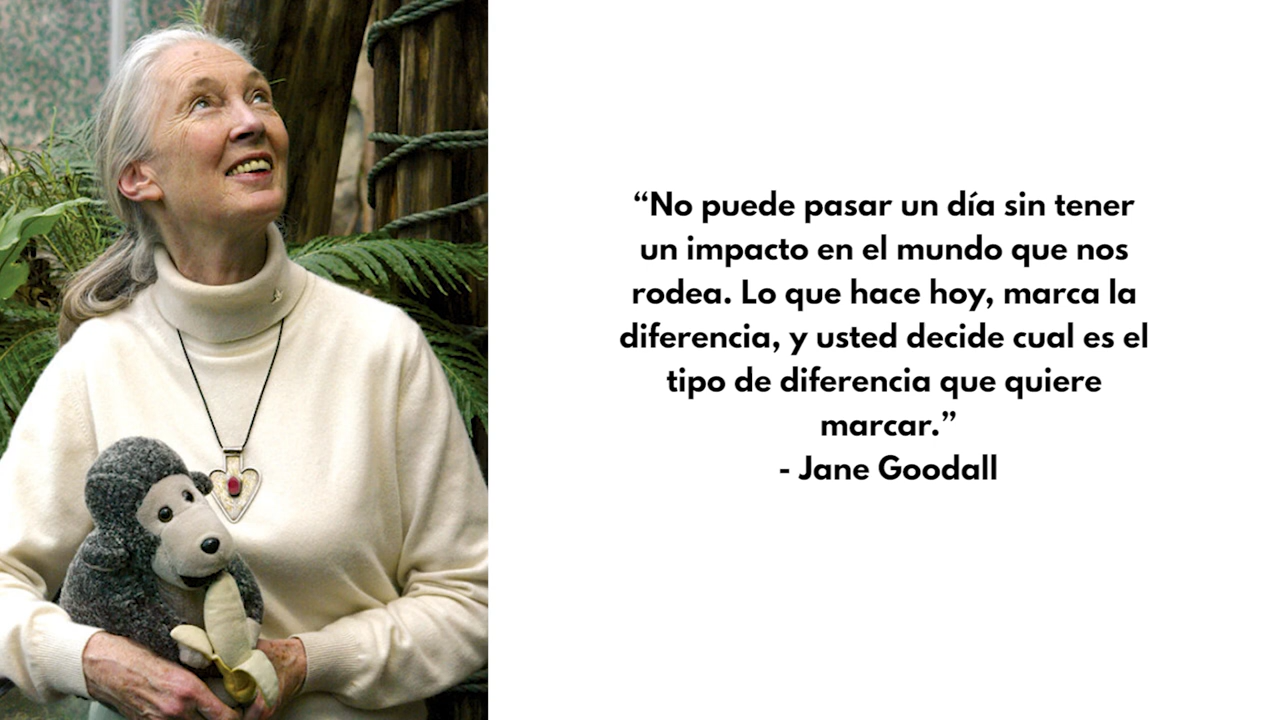 “No puede pasar un día sin tener
un impacto en el mundo que nos
rodea. Lo que hace hoy, marca la
diferencia, y usted decide cual es el
tipo de diferencia que quiere
marcar.”
- Jane Goodall